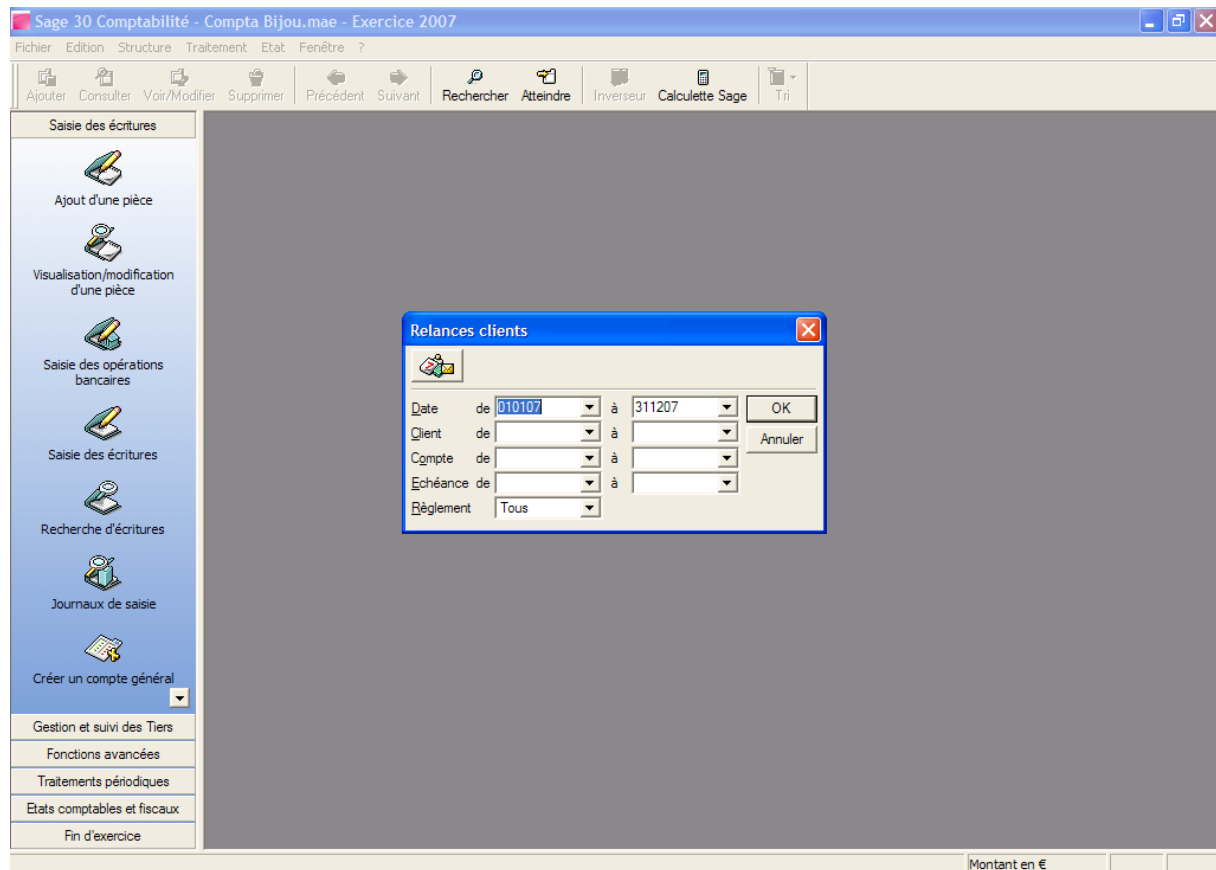 Sage 30 Comptabilité - Compta Bijou.mae - Exercice 2007
Fichier Edition Structure Traitement Etat Fenêtre ?
Ajouter Consulter Voir/Modifier Supprimer Précédent Suivant Rechercher Atteindre Inverseur Calculette Sage Tri
Saisie des écritures
Ajout d'une pièce
Visualisation/modification
d'une pièce
Saisie des opérations
bancaires
Saisie des écritures
Recherche d'écritures
Journaux de saisie
Créer un compte général
Gestion et suivi des Tiers
Fonctions avancées
Traitements périodiques
Etats comptables et fiscaux
Fin d'exercice
Relances clients
Date de 010107 à 311207 OK
Client de à Annuler
Compte de à
Echéance de à
Règlement Tous
Montant en €